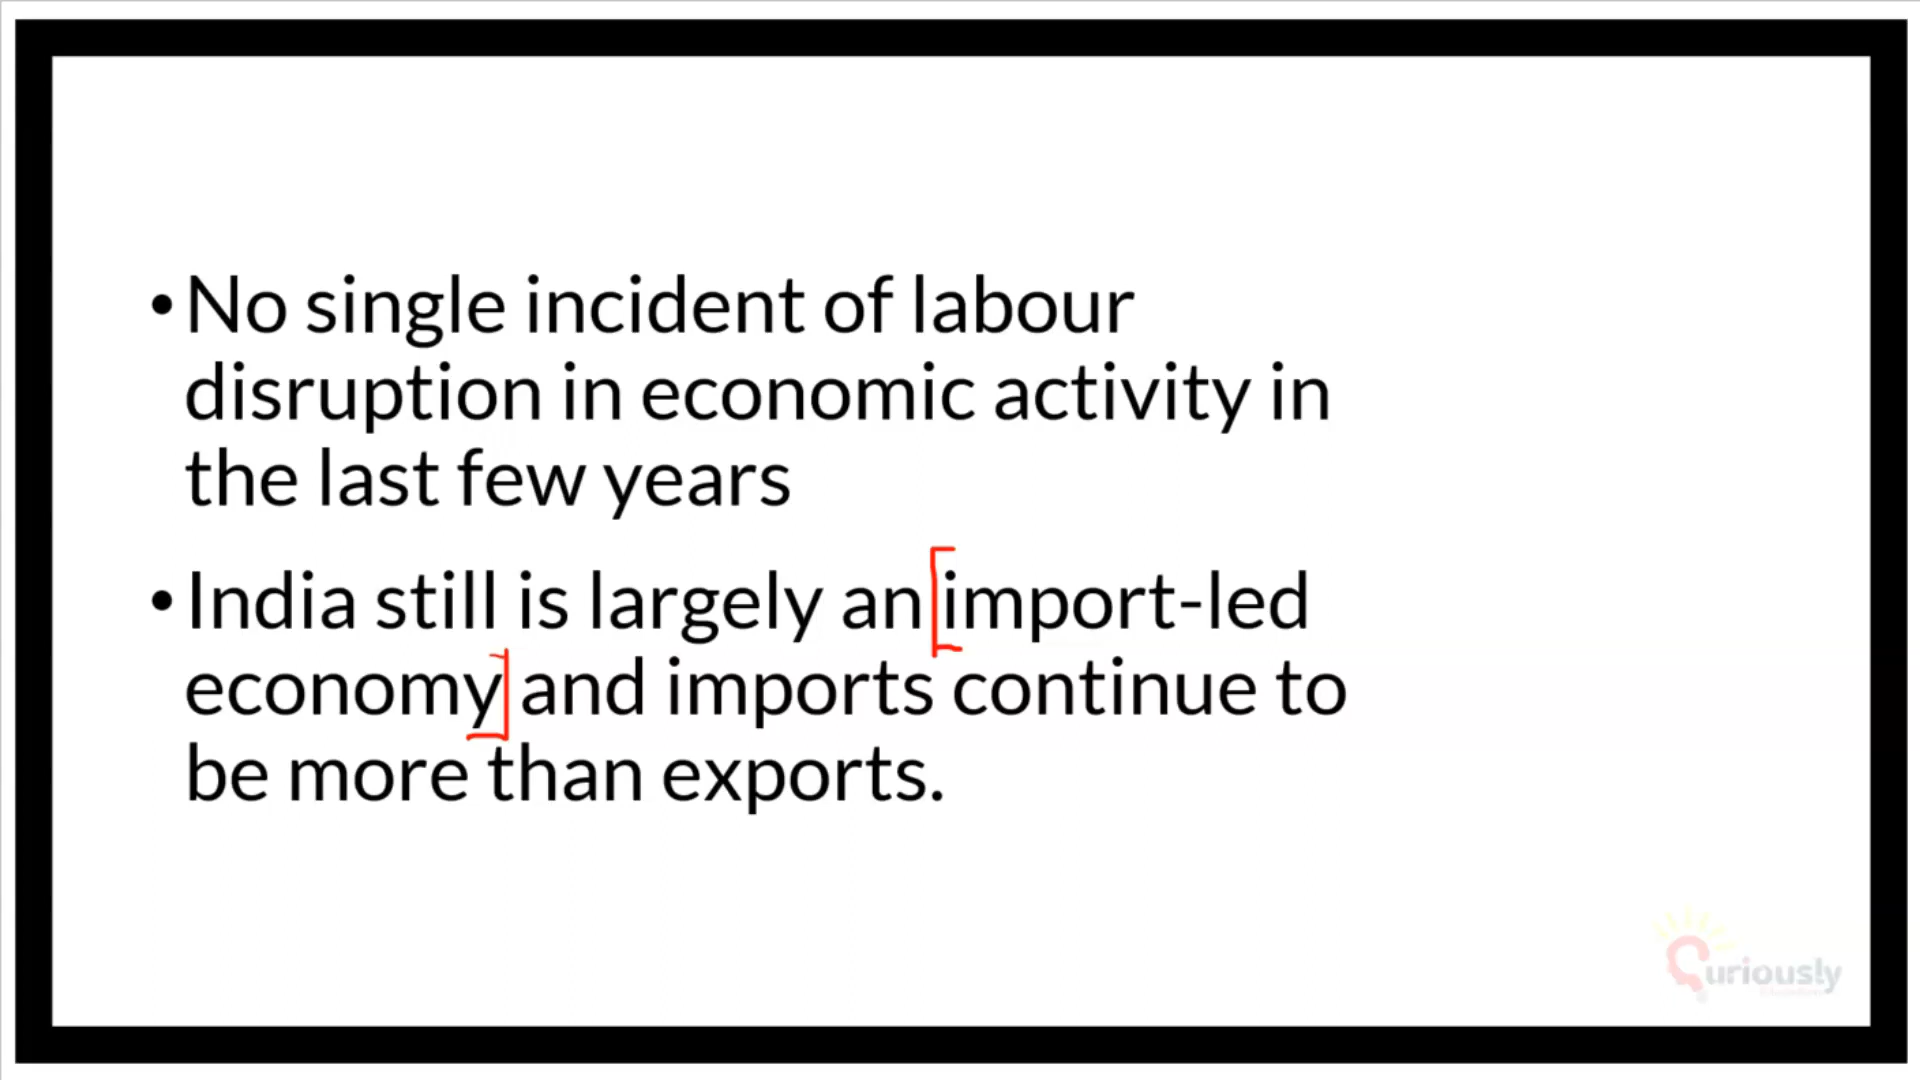 •No single incident of labour
disruption in economic activity in
the last few years
•India still is largely an [import-led
economy] and imports continue to
be more than exports.
Curiously